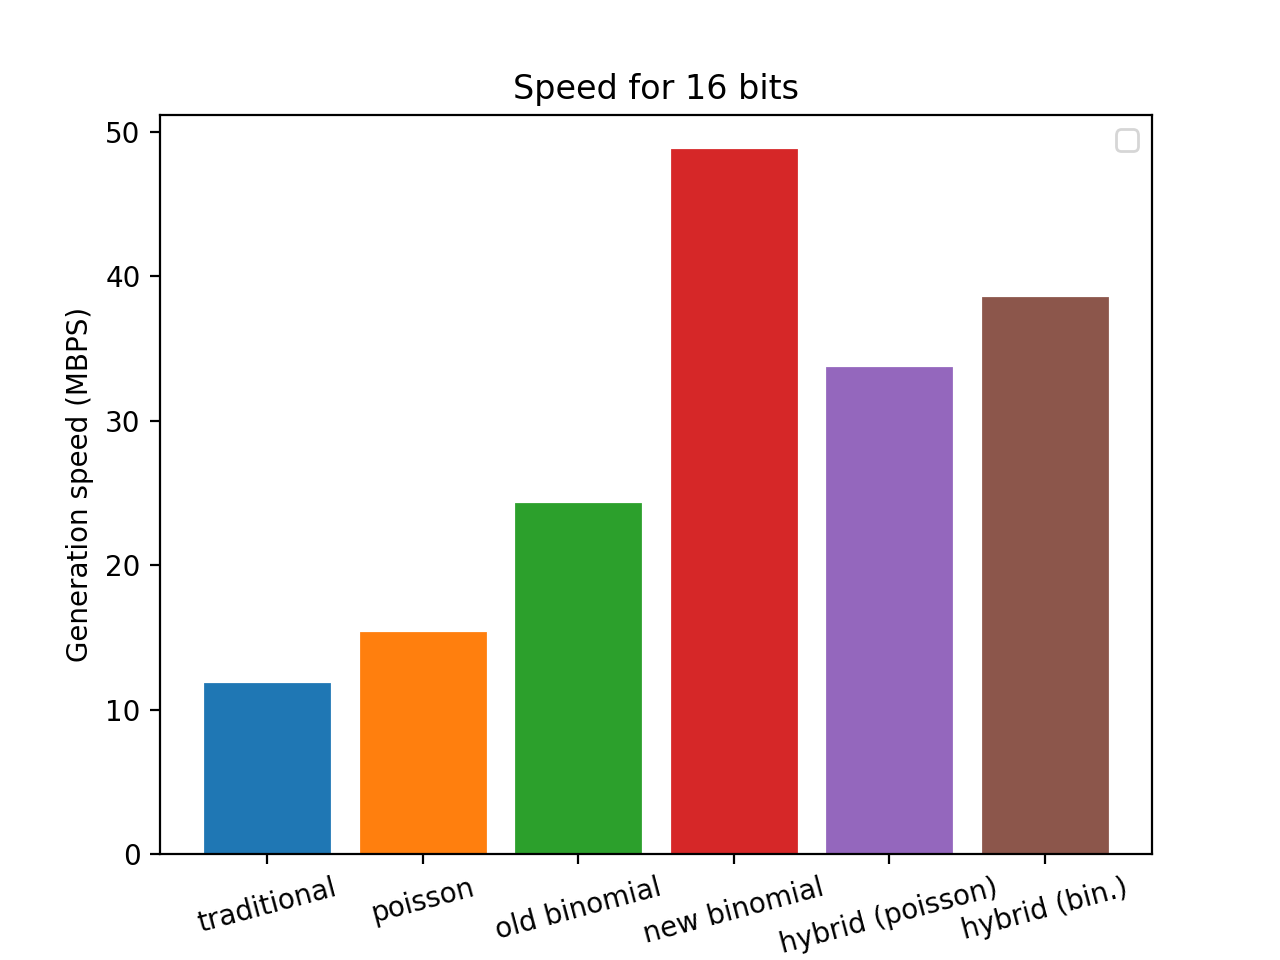 Speed for 16 bits
50
40
30
20
10
0
Generation speed (MBPS)
traditional
poisson
old binomial
new binomial
hybrid (poisson)
hybrid (bin.)